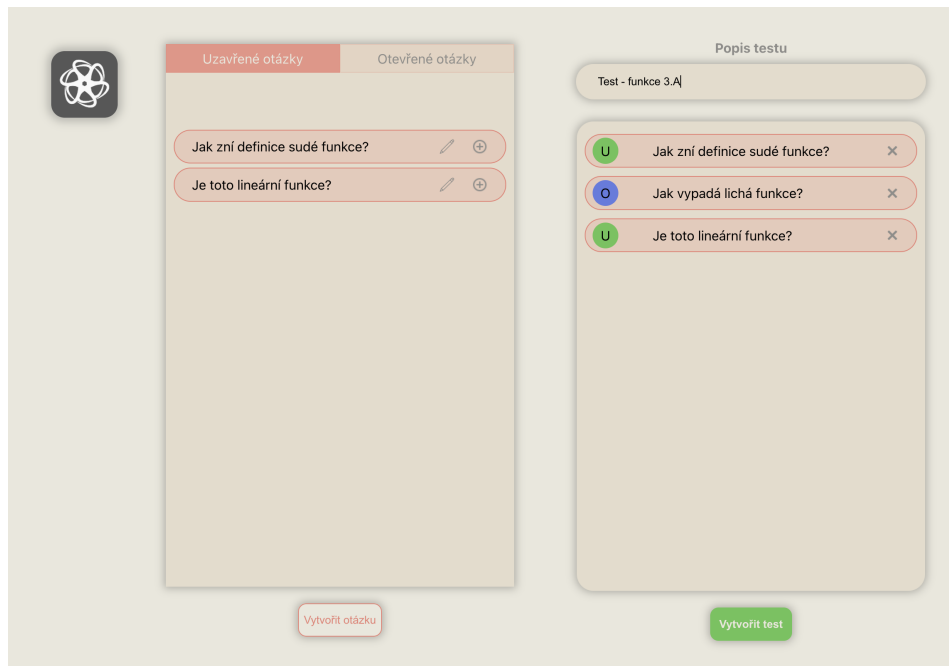 Uzavřené otázky
Otevřené otázky
Jak zní definice sudé funkce?
Je toto lineární funkce?
Vytvořit otázku
Popis testu
Test - funkce 3.A
U Jak zní definice sudé funkce?
O Jak vypadá lichá funkce?
U Je toto lineární funkce?
Vytvořit test